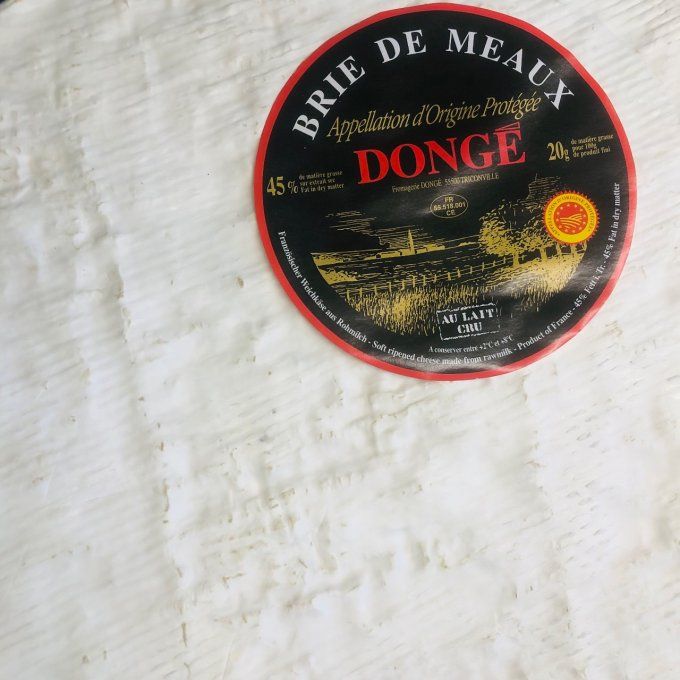 BRIE DE MEAUX
Appellation d'Origine Protégée
DONGÉ
45%
de matière grasse
sur extrait sec
Fat in dry matter
20g
de matière grasse
pour 100g
de produit fini
Fromagerie DONGE 55500 TRICONVILLE
FR
55.518.001
CE
AU LAIT
CRU
A conserver entre +2°C et +8°C
Französischer Weichkäse aus Rohmilch - Soft ripened cheese made from rawmilk - Product of France - 45% Fett i. Tr. - 45% Fat in dry matter